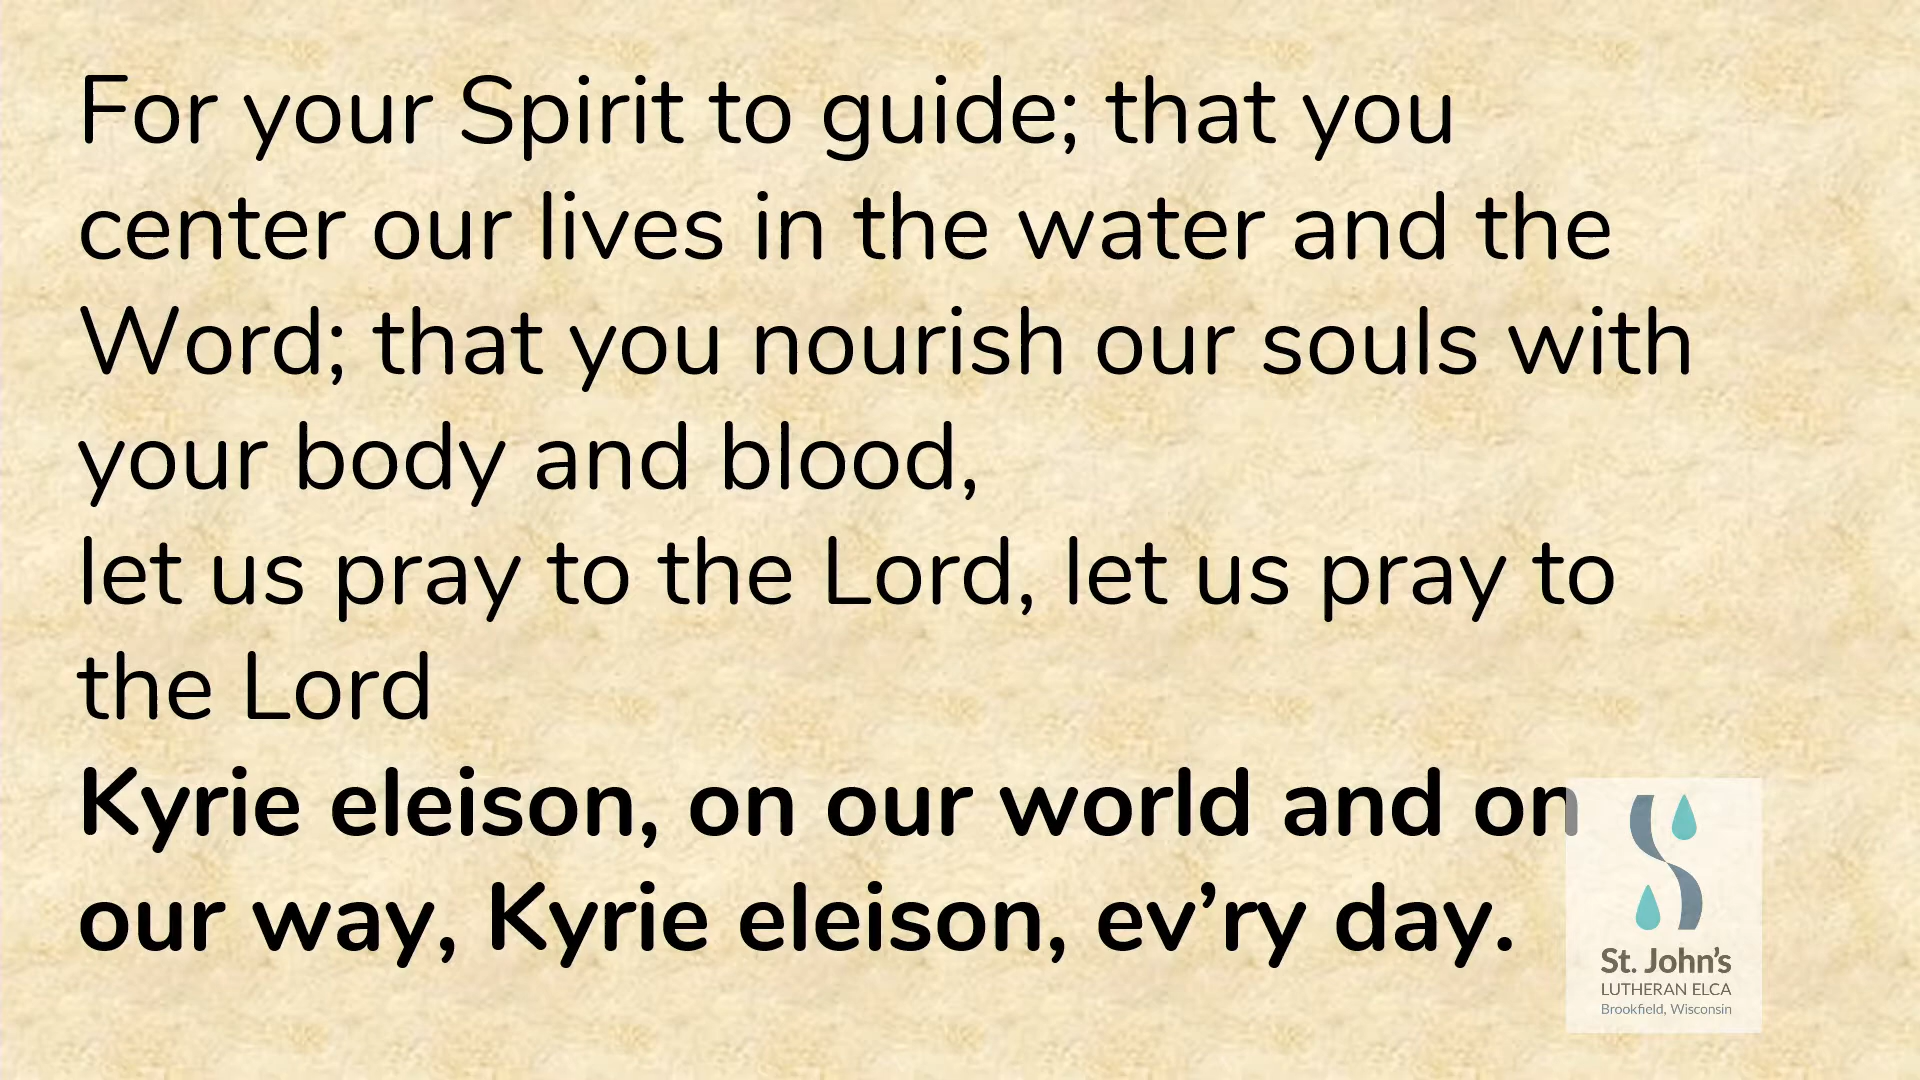 For your Spirit to guide; that you
center our lives in the water and the
Word; that you nourish our souls with
your body and blood,
let us pray to the Lord, let us pray to
the Lord
Kyrie eleison, on our world and on
our way, Kyrie eleison, ev’ry day.
St. John’s
LUTHERAN ELCA
Brookfield, Wisconsin